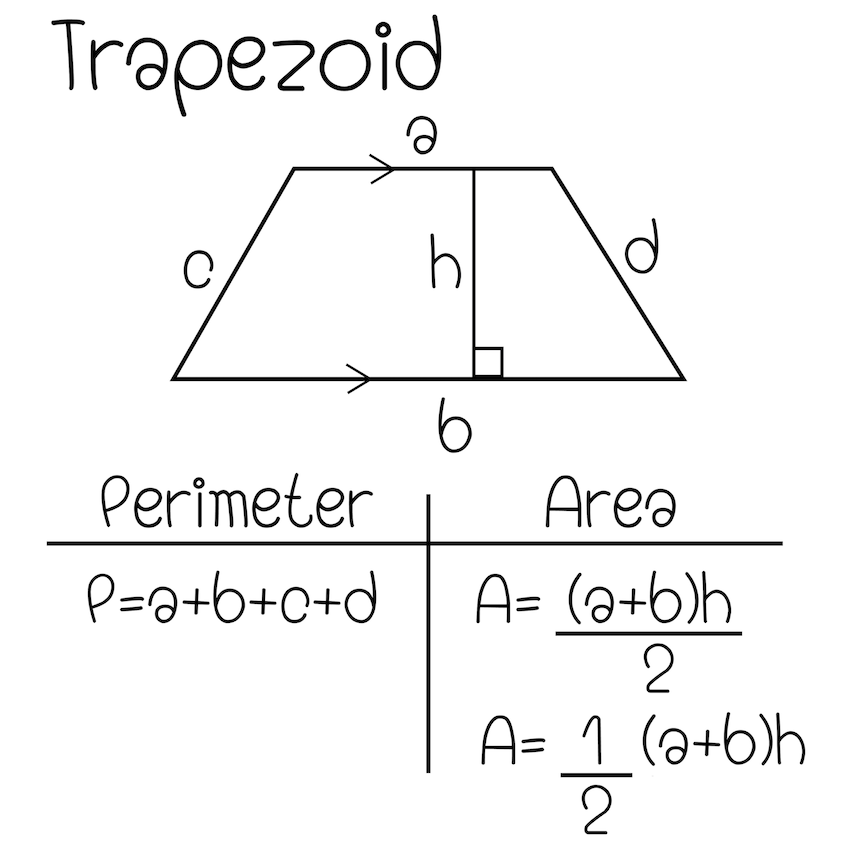 Trapezoid
a
c
h
d
b
Perimeter
Area
P=a+b+c+d
A= (a+b)h
2
A= 1 (a+b)h
2